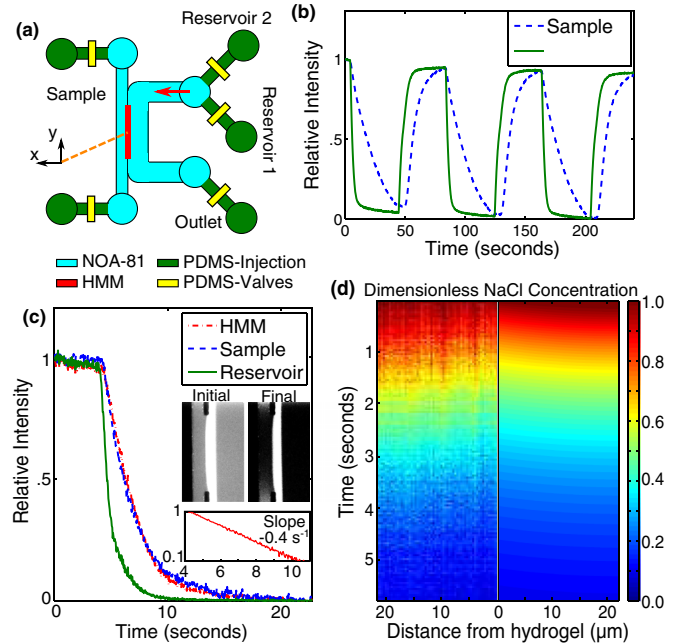 (a)
Reservoir 2
Sample
Reservoir 1
y
x
Outlet
NOA-81
PDMS-Injection
HMM
PDMS-Valves
(b)
Sample
1
.5
0
Relative Intensity
0
50
100
150
200
Time (seconds)
(c)
HMM
Sample
Reservoir
Initial
Final
1
Slope
-0.4 s⁻¹
0.1
4
6
8
10
1
.5
0
Relative Intensity
0
10
20
Time (seconds)
(d)
Dimensionless NaCl Concentration
1
2
3
4
5
Time (seconds)
20
10
0
10
20
Distance from hydrogel (µm)
1.0
0.8
0.6
0.4
0.2
0.0